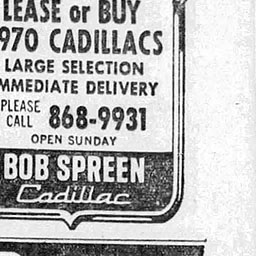 LEASE or BUY
970 CADILLACS
LARGE SELECTION
MMEDIATE DELIVERY
PLEASE
CALL 868-9931
OPEN SUNDAY
BOB SPREEN
Cadillac